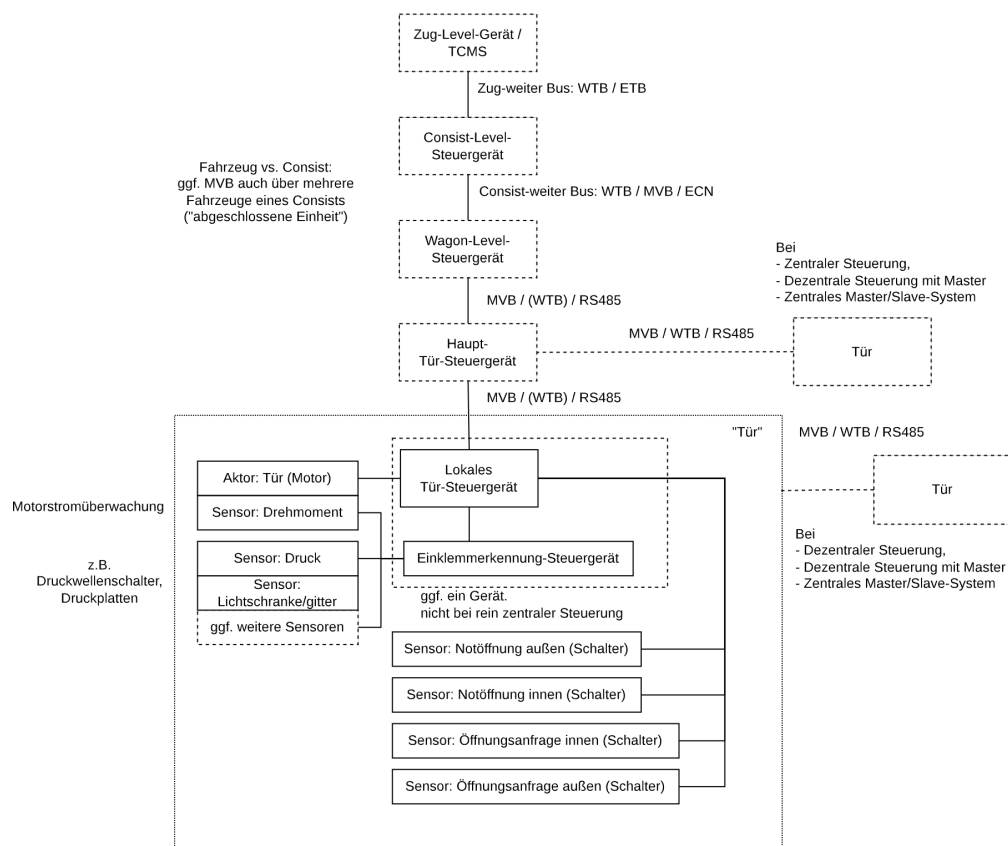 Zug-Level-Gerät /
TCMS
Zug-weiter Bus: WTB / ETB
Consist-Level-
Steuergerät
Fahrzeug vs. Consist:
ggf. MVB auch über mehrere
Fahrzeuge eines Consists
("abgeschlossene Einheit")
Consist-weiter Bus: WTB / MVB / ECN
Wagon-Level-
Steuergerät
Bei
- Zentraler Steuerung,
- Dezentrale Steuerung mit Master
- Zentrales Master/Slave-System
MVB / (WTB) / RS485
Haupt-
Tür-Steuergerät
MVB / WTB / RS485
Tür
MVB / (WTB) / RS485
"Tür"
MVB / WTB / RS485
Lokales
Tür-Steuergerät
Aktor: Tür (Motor)
Sensor: Drehmoment
Motorstromüberwachung
Tür
Bei
- Dezentraler Steuerung,
- Dezentrale Steuerung mit Master
- Zentrales Master/Slave-System
Einklemmerkennung-Steuergerät
Sensor: Druck
Sensor:
Lichtschranke/gitter
ggf. weitere Sensoren
z.B.
Druckwellenschalter,
Druckplatten
ggf. ein Gerät.
nicht bei rein zentraler Steuerung
Sensor: Notöffnung außen (Schalter)
Sensor: Notöffnung innen (Schalter)
Sensor: Öffnungsanfrage innen (Schalter)
Sensor: Öffnungsanfrage außen (Schalter)